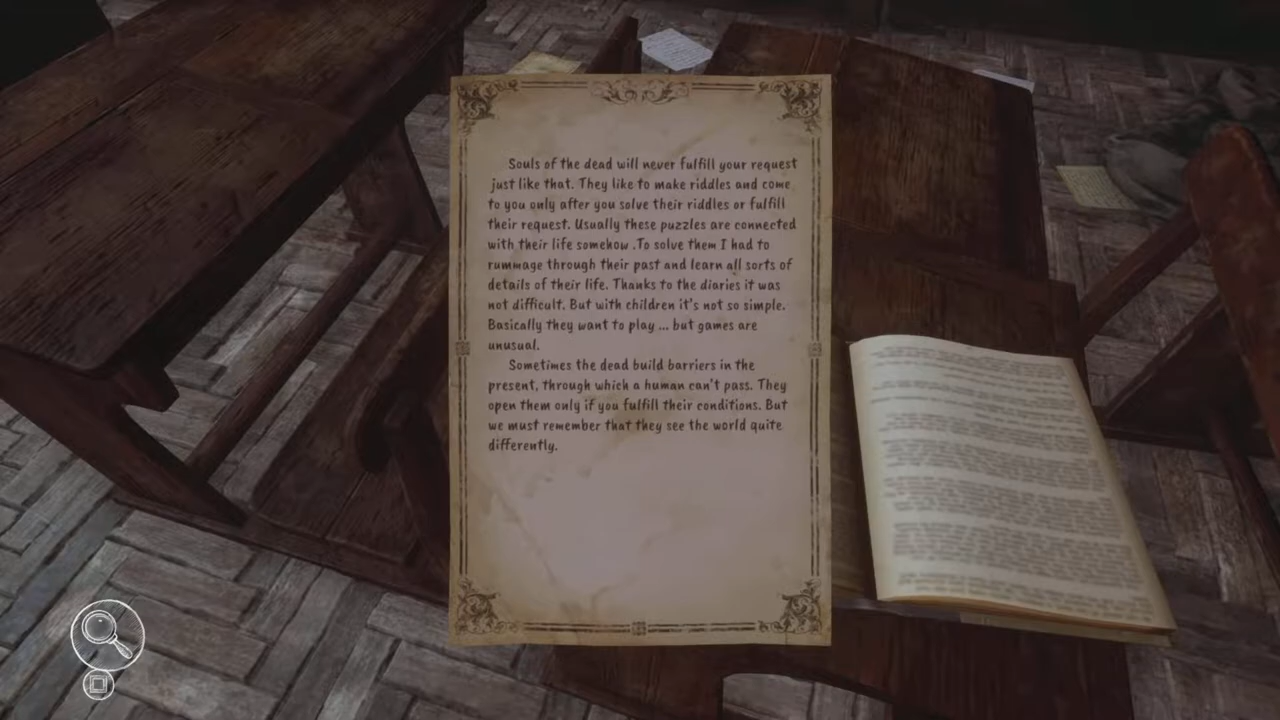 Souls of the dead will never fulfill your request
just like that. They like to make riddles and come
to you only after you solve their riddles or fulfill
their request. Usually these puzzles are connected
with their life somehow .To solve them I had to
rummage through their past and learn all sorts of
details of their life. Thanks to the diaries it was
not difficult. But with children it's not so simple.
Basically they want to play ... but games are
unusual.
Sometimes the dead build barriers in the
present, through which a human can't pass. They
open them only if you fulfill their conditions. But
we must remember that they see the world quite
differently.